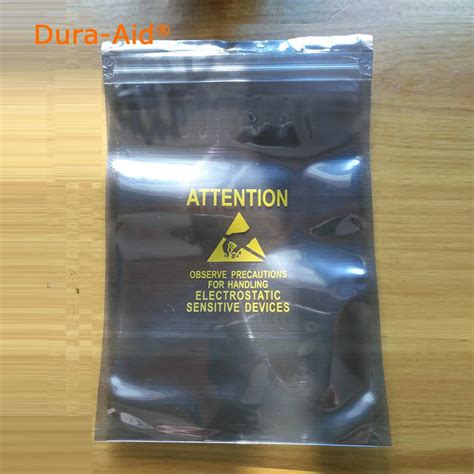 Dura-Aid®
ATTENTION
OBSERVE PRECAUTIONS
FOR HANDLING
ELECTROSTATIC
SENSITIVE DEVICES